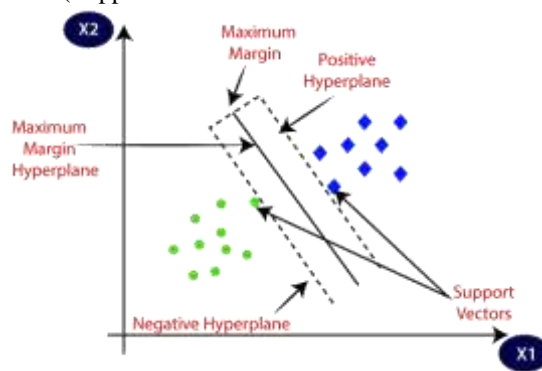 X2
Maximum
Margin
Positive
Hyperplane
Maximum
Margin
Hyperplane
Support
Vectors
Negative Hyperplane
X1